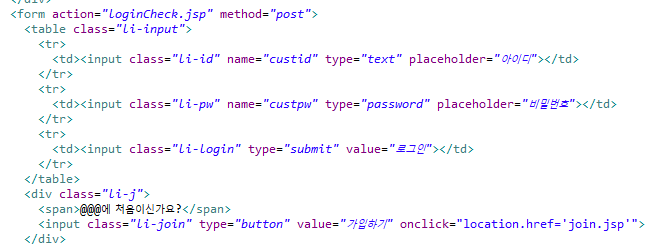 </div>
<form action="loginCheck.jsp" method="post">
<table class="li-input">
<tr>
<td><input class="li-id" name="custid" type="text" placeholder="아이디"></td>
</tr>
<tr>
<td><input class="li-pw" name="custpw" type="password" placeholder="비밀번호"></td>
</tr>
<tr>
<td><input class="li-login" type="submit" value="로그인"></td>
</tr>
</table>
<div class="li-j">
<span>@@@에 처음이신가요?</span>
<input class="li-join" type="button" value="가입하기" onclick="location.href='join.jsp'">
</div>